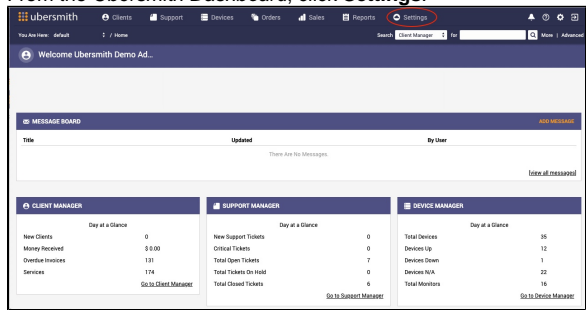 From the Ubersmith Dashboard, click Settings.
ubersmith Clients Support Devices Orders Sales Reports Settings
You Are Here: default / Home Search Client Manager for More | Advanced
Welcome Ubersmith Demo Ad...
MESSAGE BOARD ADD MESSAGE
Title Updated By User
There Are No Messages.
[view all messages]
CLIENT MANAGER
Day at a Glance
New Clients 0
Money Received $ 0.00
Overdue Invoices 131
Services 174
Go to Client Manager
SUPPORT MANAGER
Day at a Glance
New Support Tickets 0
Critical Tickets 0
Total Open Tickets 7
Total Tickets On Hold 0
Total Closed Tickets 6
Go to Support Manager
DEVICE MANAGER
Day at a Glance
Total Devices 35
Devices Up 12
Devices Down 1
Devices N/A 22
Total Monitors 16
Go to Device Manager